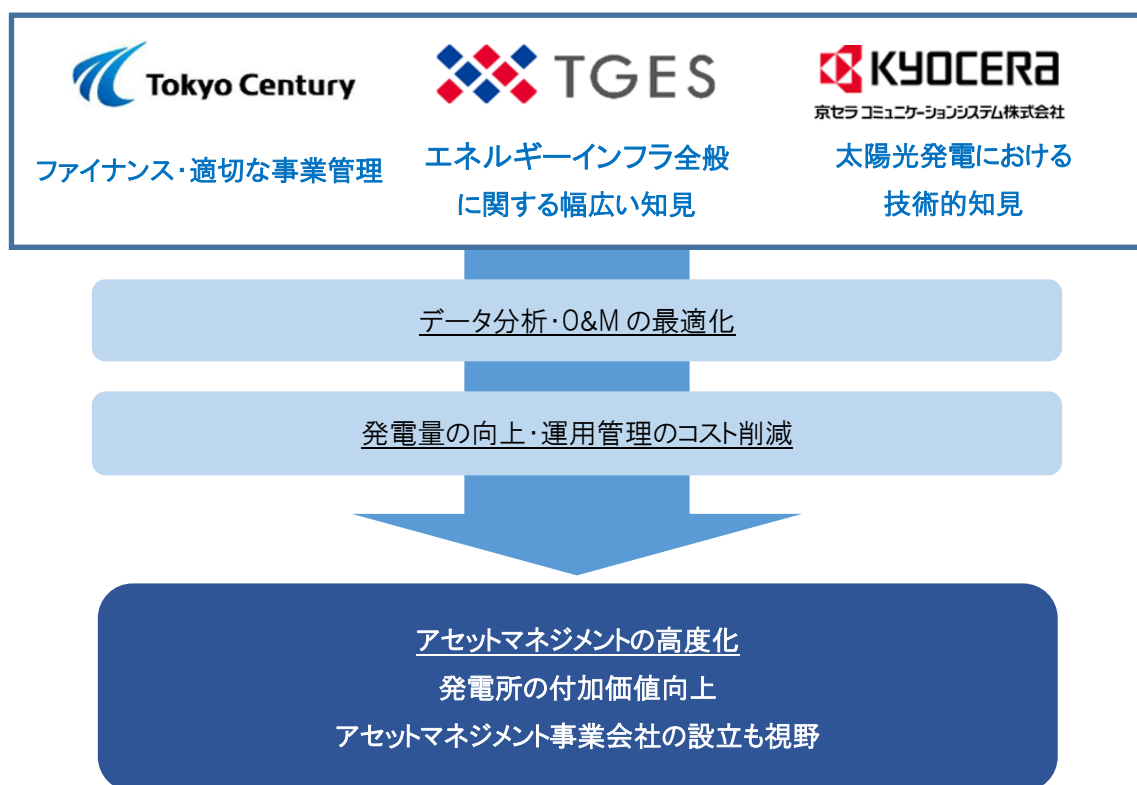 Tokyo Century
TGES
KYOCERA
京セラ コミュニケーションシステム株式会社
ファイナンス・適切な事業管理
エネルギーインフラ全般
に関する幅広い知見
太陽光発電における
技術的知見
データ分析・O&M の最適化
発電量の向上・運用管理のコスト削減
アセットマネジメントの高度化
発電所の付加価値向上
アセットマネジメント事業会社の設立も視野